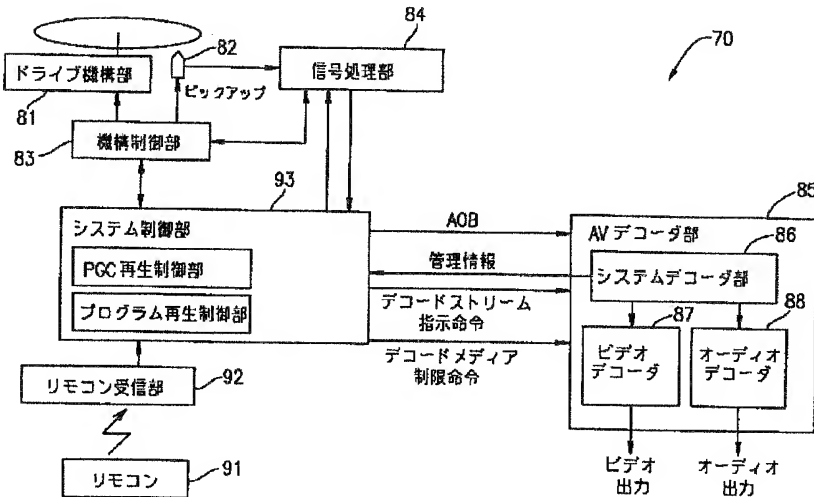 84
70
82
ドライブ機構部
信号処理部
81
ピックアップ
機構制御部
83
93
85
システム制御部
AOB
AVデコーダ部
86
管理情報
PGC再生制御部
システムデコーダ部
プログラム再生制御部
デコードストリーム
指示命令
87
88
デコードメディア
制限命令
ビデオ
デコーダ
オーディオ
デコーダ
リモコン受信部
92
リモコン
91
ビデオ
出力
オーディオ
出力